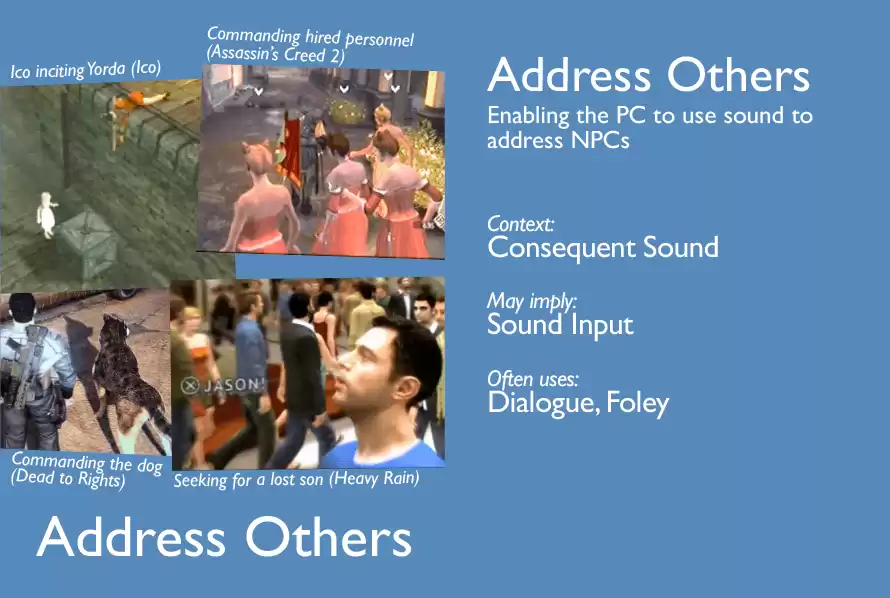 Commanding hired personnel
(Assassin's Creed 2)
Ico inciting Yorda (Ico)
JASON!
Commanding the dog
(Dead to Rights)
Seeking for a lost son (Heavy Rain)
Address Others
Address Others
Enabling the PC to use sound to
address NPCs
Context:
Consequent Sound
May imply:
Sound Input
Often uses:
Dialogue, Foley